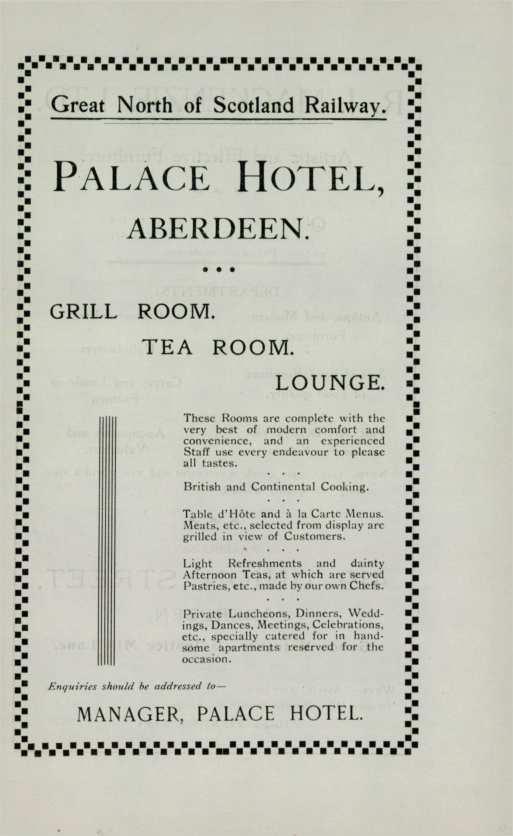 Great North of Scotland Railway.
PALACE HOTEL,
ABERDEEN.
GRILL ROOM.
TEA ROOM.
LOUNGE.
These Rooms are complete with the
very best of modern comfort and
convenience, and an experienced
Staff use every endeavour to please
all tastes.
British and Continental Cooking.
Table d'Hôte and à la Carte Menus.
Meats, etc., selected from display are
grilled in view of Customers.
Light Refreshments and dainty
Afternoon Teas, at which are served
Pastries, etc., made by our own Chefs.
Private Luncheons, Dinners, Wedd-
ings, Dances, Meetings, Celebrations,
etc., specially catered for in hand-
some apartments reserved for the
occasion.
Enquiries should be addressed to—
MANAGER, PALACE HOTEL.